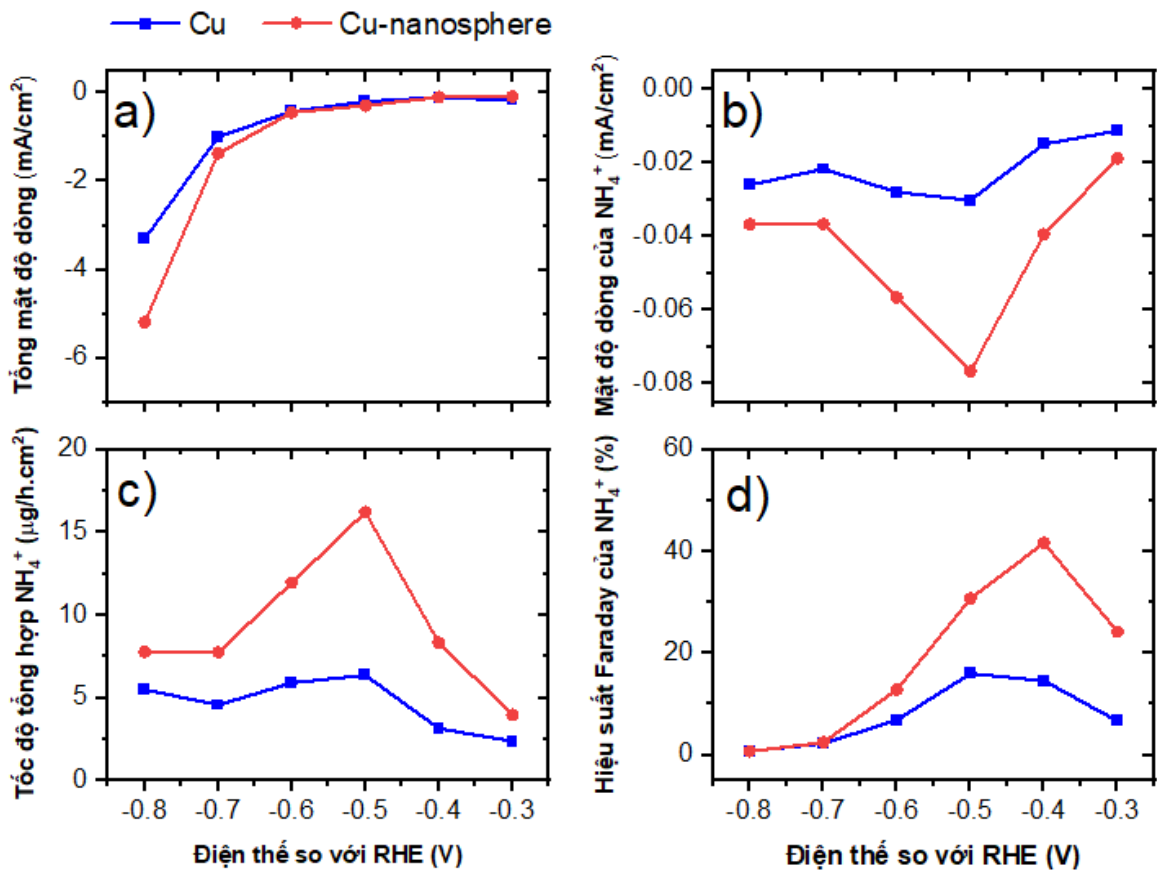 Cu Cu-nanosphere
a)
Tổng mật độ dòng (mA/cm²)
0
-2
-4
-6
b)
Mật độ dòng của NH₄⁺ (mA/cm²)
0.00
-0.02
-0.04
-0.06
-0.08
c)
Tốc độ tổng hợp NH₄⁺ (μg/h.cm²)
20
15
10
5
0
-0.8 -0.7 -0.6 -0.5 -0.4 -0.3
Điện thế so với RHE (V)
d)
Hiệu suất Faraday của NH₄⁺ (%)
60
40
20
0
-0.8 -0.7 -0.6 -0.5 -0.4 -0.3
Điện thế so với RHE (V)